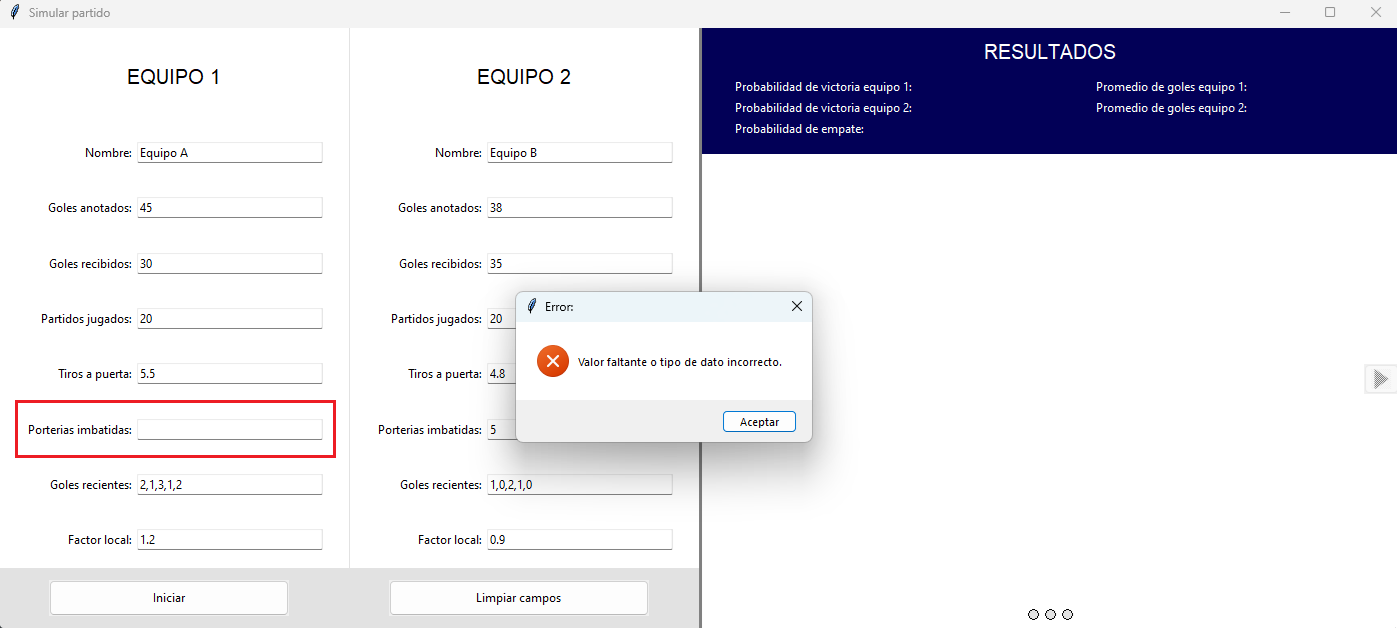 Simular partido
EQUIPO 1
Nombre: Equipo A
Goles anotados: 45
Goles recibidos: 30
Partidos jugados: 20
Tiros a puerta: 5.5
Porterias imbatidas:
Goles recientes: 2,1,3,1,2
Factor local: 1.2
EQUIPO 2
Nombre: Equipo B
Goles anotados: 38
Goles recibidos: 35
Partidos jugados: 20
Tiros a puerta: 4.8
Porterias imbatidas: 5
Goles recientes: 1,0,2,1,0
Factor local: 0.9
Iniciar
Limpiar campos
Error:
Valor faltante o tipo de dato incorrecto.
Aceptar
RESULTADOS
Probabilidad de victoria equipo 1:
Probabilidad de victoria equipo 2:
Probabilidad de empate:
Promedio de goles equipo 1:
Promedio de goles equipo 2: